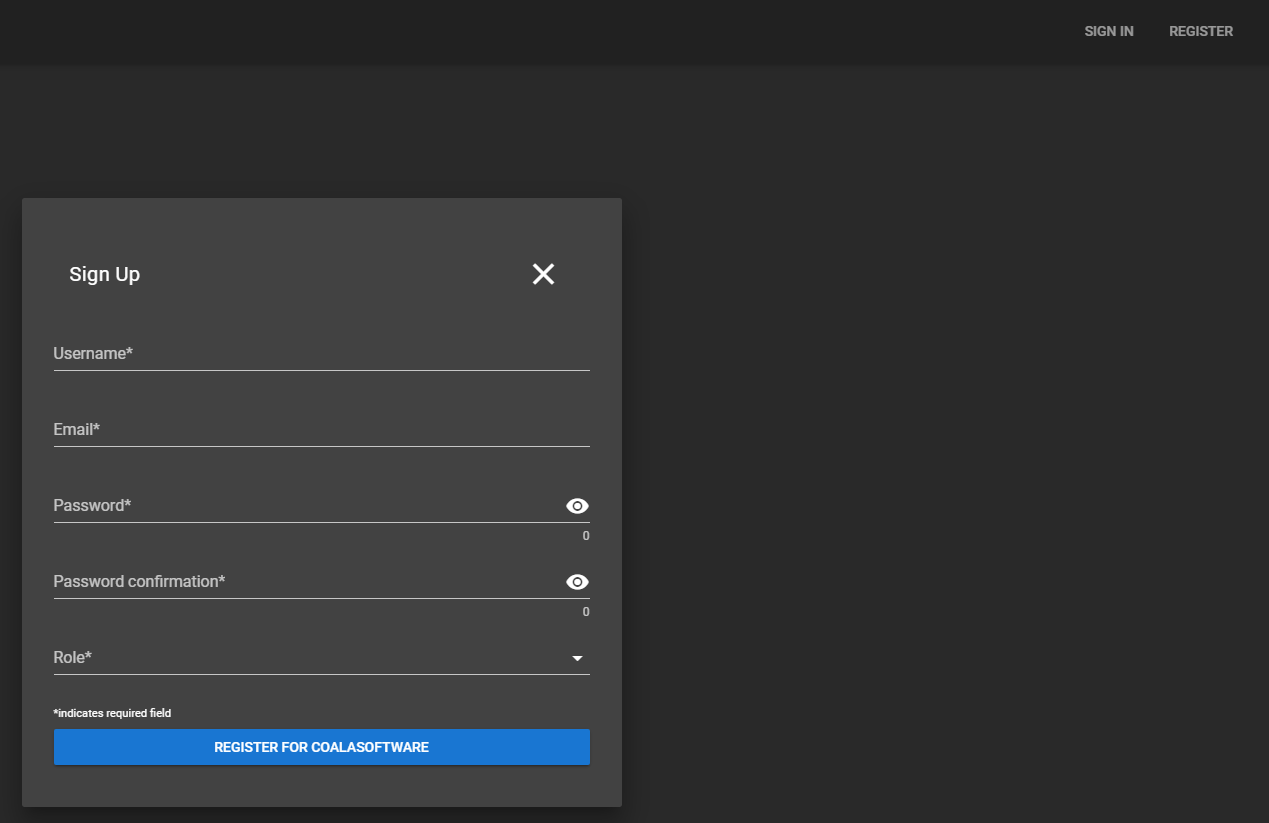 SIGN IN REGISTER
Sign Up
Username*
Email*
Password*
0
Password confirmation*
0
Role*
*indicates required field
REGISTER FOR COALASOFTWARE